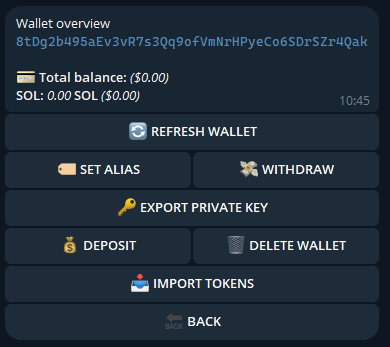 Wallet overview
8tDg2b495aEv3vR7s3Qq9ofVmNrHPyeCo6SDrSZr4Qak
💳 Total balance: ($0.00)
SOL: 0.00 SOL ($0.00)
10:45
🔄 REFRESH WALLET
🏷️ SET ALIAS
💸 WITHDRAW
🔑 EXPORT PRIVATE KEY
💰 DEPOSIT
🗑️ DELETE WALLET
📥 IMPORT TOKENS
🔙 BACK